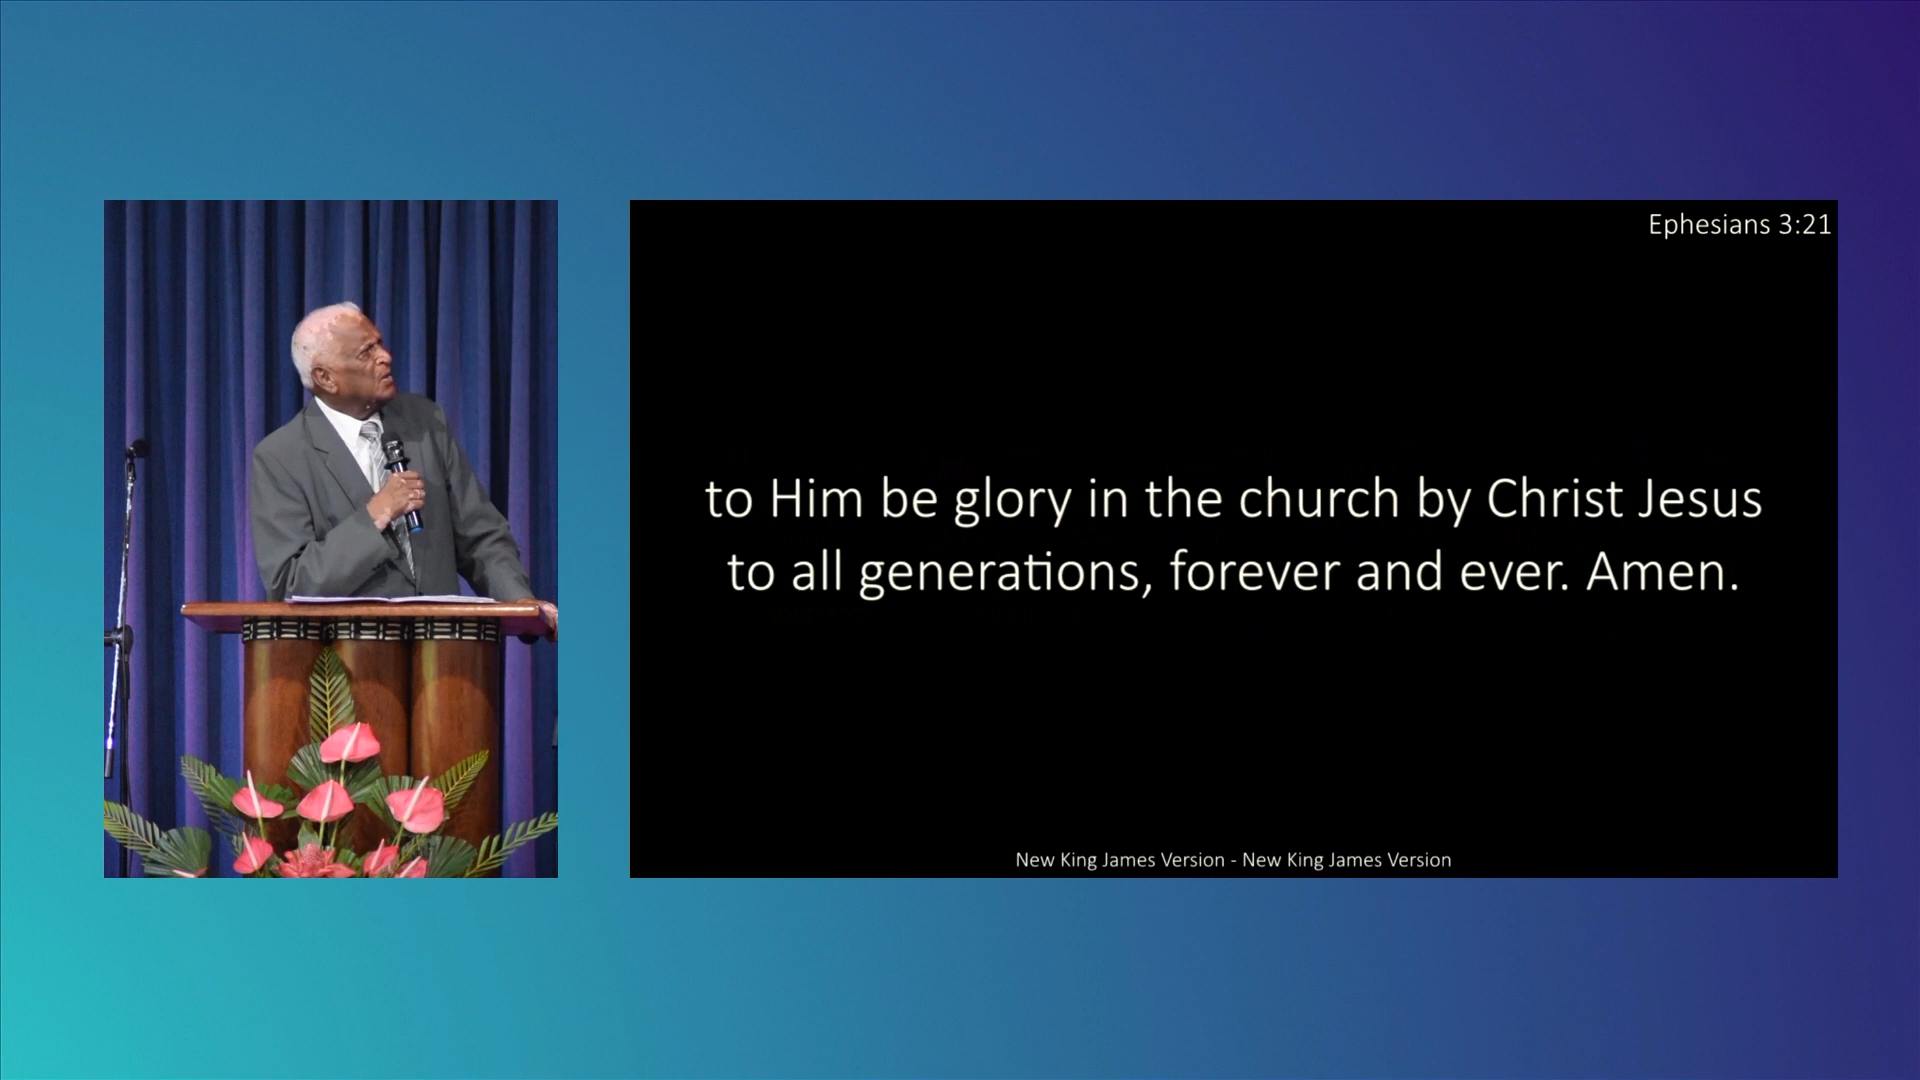 Ephesians 3:21
to Him be glory in the church by Christ Jesus
to all generations, forever and ever. Amen.
New King James Version - New King James Version